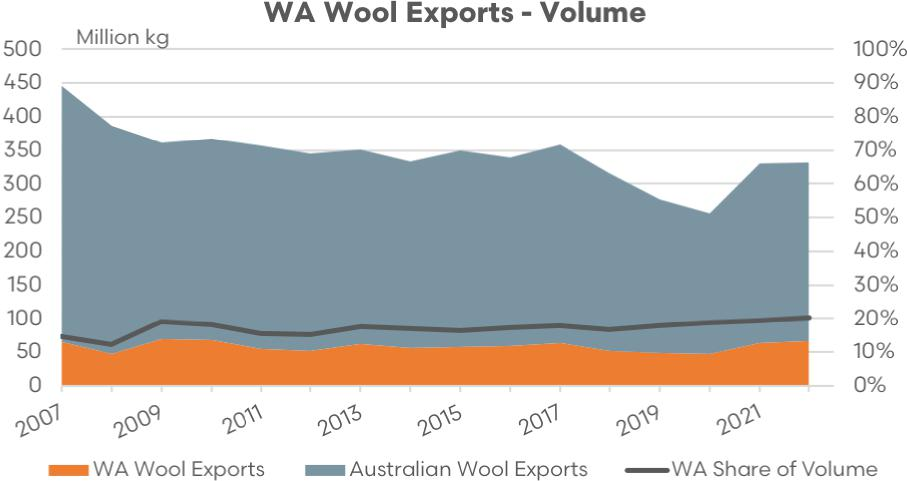 WA Wool Exports - Volume
Million kg
500 100%
450 90%
400 80%
350 70%
300 60%
250 50%
200 40%
150 30%
100 20%
50 10%
0 0%
2007 2009 2011 2013 2015 2017 2019 2021
WA Wool Exports Australian Wool Exports WA Share of Volume